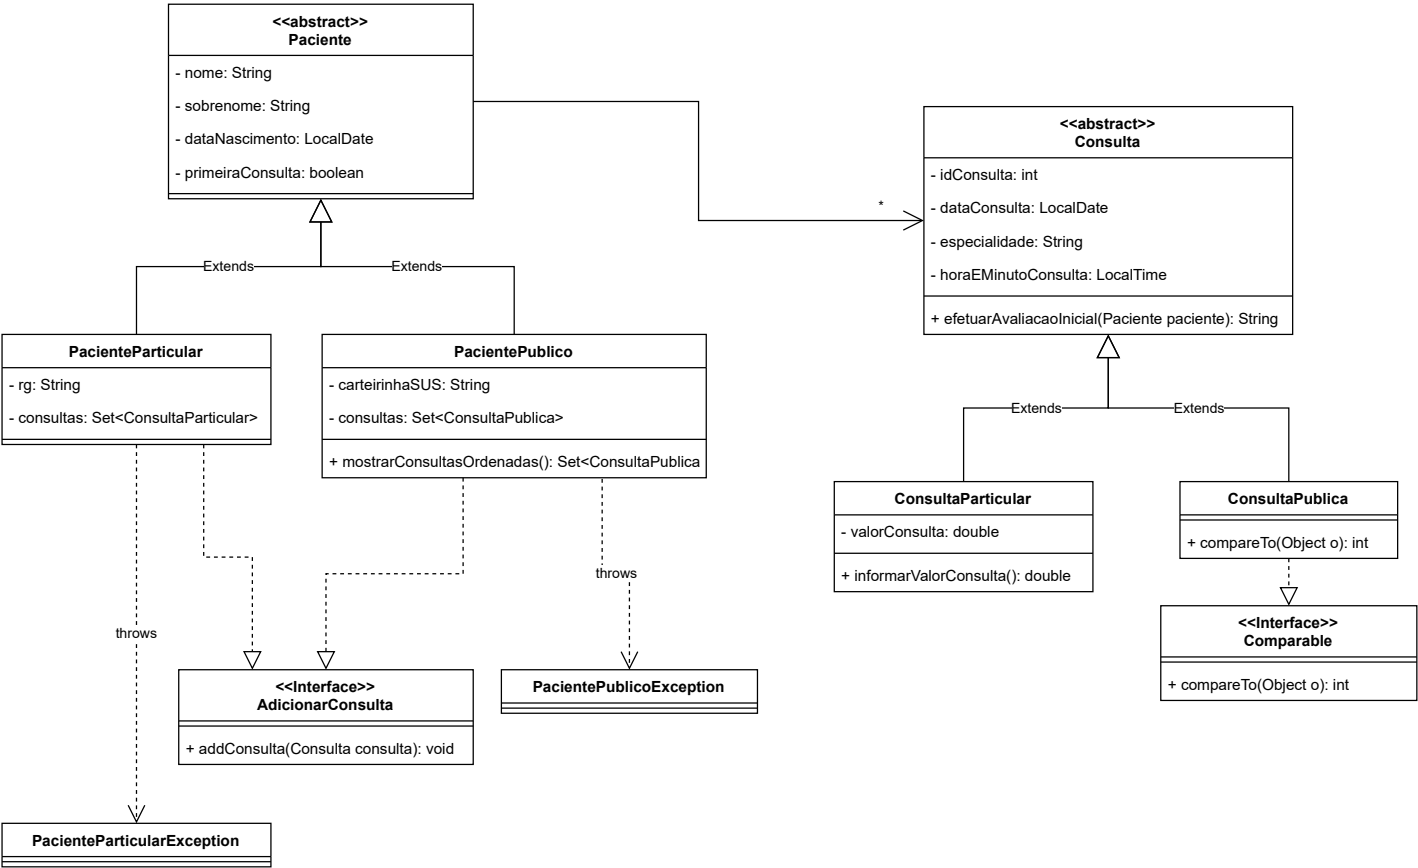 <<abstract>>
Paciente
- nome: String
- sobrenome: String
- dataNascimento: LocalDate
- primeiraConsulta: boolean
<<abstract>>
Consulta
- idConsulta: int
- dataConsulta: LocalDate
- especialidade: String
- horaEMinutoConsulta: LocalTime
+ efetuarAvaliacaoInicial(Paciente paciente): String
*
Extends
Extends
PacienteParticular
- rg: String
- consultas: Set<ConsultaParticular>
PacientePublico
- carteirinhaSUS: String
- consultas: Set<ConsultaPublica>
+ mostrarConsultasOrdenadas(): Set<ConsultaPublica
Extends
Extends
ConsultaParticular
- valorConsulta: double
+ informarValorConsulta(): double
ConsultaPublica
+ compareTo(Object o): int
throws
throws
<<Interface>>
Comparable
+ compareTo(Object o): int
<<Interface>>
AdicionarConsulta
+ addConsulta(Consulta consulta): void
PacientePublicoException
PacienteParticularException